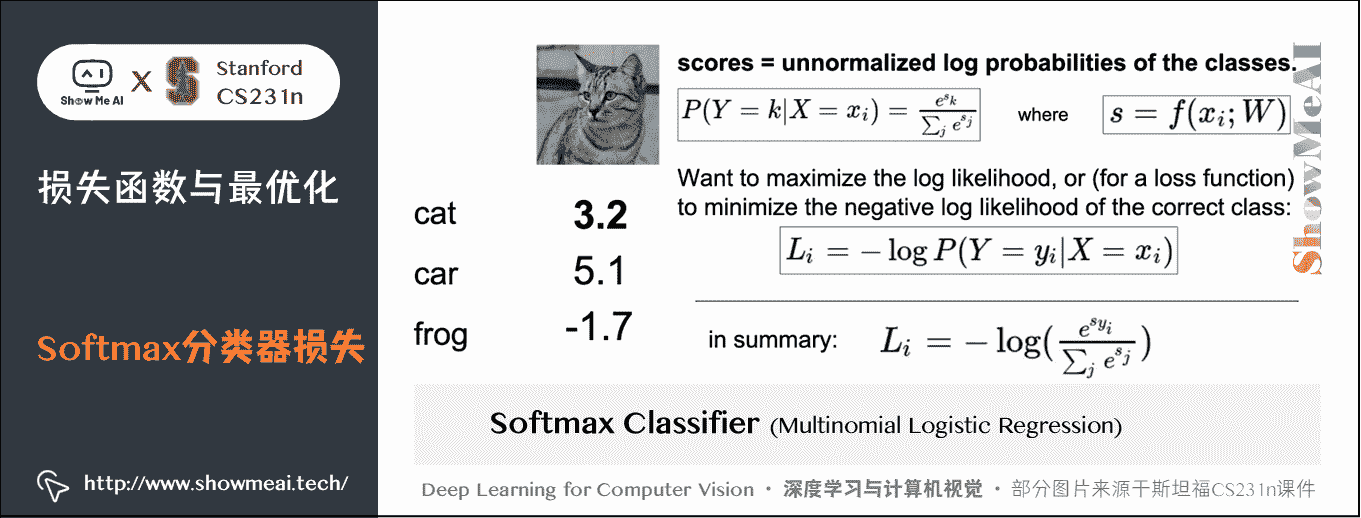 Show Me AI
X
Stanford
CS231n
损失函数与最优化
Softmax分类器损失
http://www.showmeai.tech/
cat 3.2
car 5.1
frog -1.7
scores = unnormalized log probabilities of the classes.
P(Y = k|X = x_i) = \frac{e^{s_k}}{\sum_j e^{s_j}} where s = f(x_i; W)
Want to maximize the log likelihood, or (for a loss function)
to minimize the negative log likelihood of the correct class:
L_i = − log P(Y = y_i|X = x_i)
in summary: L_i = − log(\frac{e^{s_{y_i}}}{\sum_j e^{s_j}})
ShowMeAI
Softmax Classifier (Multinomial Logistic Regression)
Deep Learning for Computer Vision · 深度学习与计算机视觉 · 部分图片来源于斯坦福CS231n课件